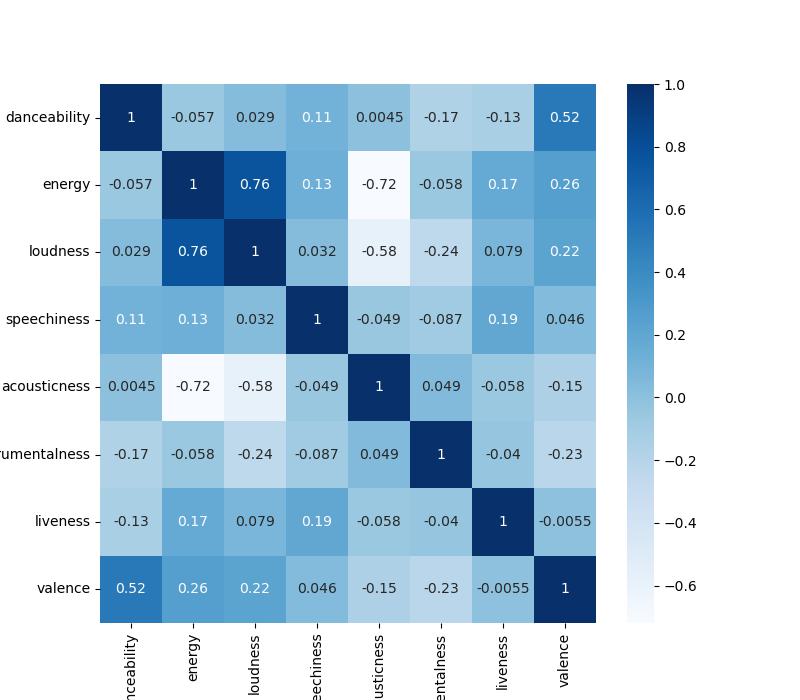 danceability 1 -0.057 0.029 0.11 0.0045 -0.17 -0.13 0.52
energy -0.057 1 0.76 0.13 -0.72 -0.058 0.17 0.26
loudness 0.029 0.76 1 0.032 -0.58 -0.24 0.079 0.22
speechiness 0.11 0.13 0.032 1 -0.049 -0.087 0.19 0.046
acousticness 0.0045 -0.72 -0.58 -0.049 1 0.049 -0.058 -0.15
rumentalness -0.17 -0.058 -0.24 -0.087 0.049 1 -0.04 -0.23
liveness -0.13 0.17 0.079 0.19 -0.058 -0.04 1 -0.0055
valence 0.52 0.26 0.22 0.046 -0.15 -0.23 -0.0055 1
nceability energy loudness eechiness usticness entalness liveness valence
1.0
0.8
0.6
0.4
0.2
0.0
−0.2
−0.4
−0.6